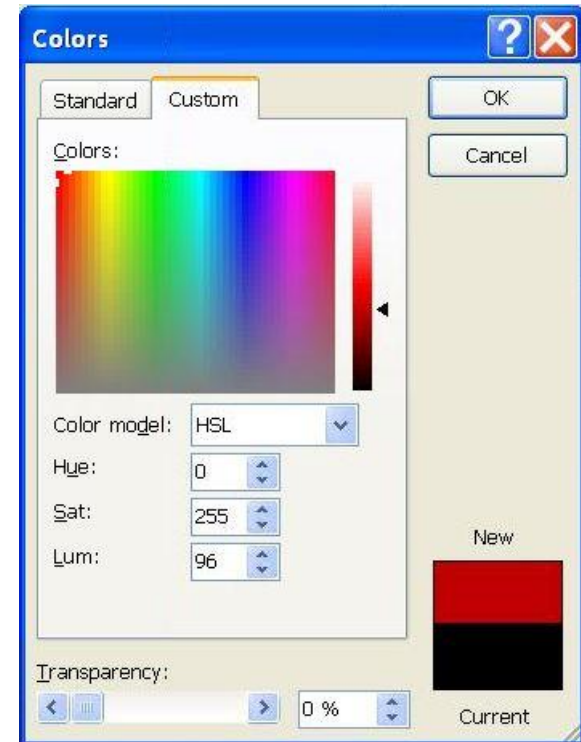 Colors
Standard Custom
OK
Cancel
Colors:
Color model: HSL
Hue: 0
Sat: 255
Lum: 96
New
Transparency:
0 %
Current